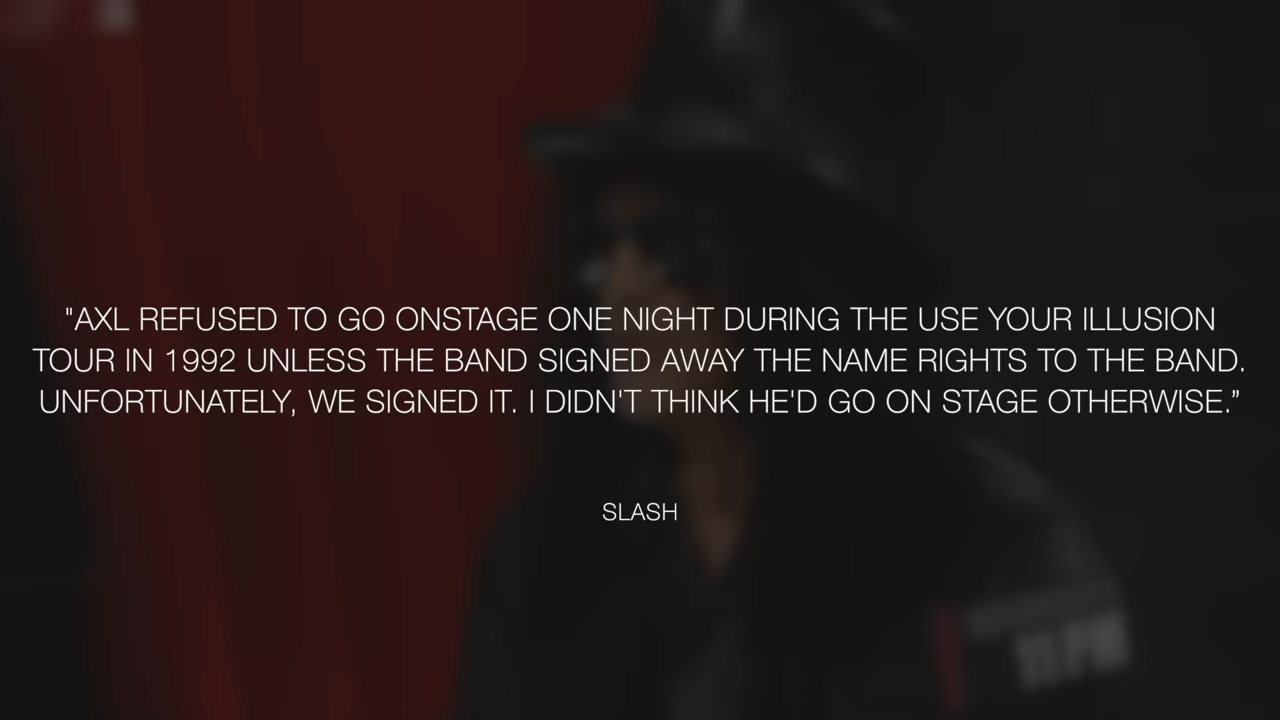 "AXL REFUSED TO GO ONSTAGE ONE NIGHT DURING THE USE YOUR ILLUSION
TOUR IN 1992 UNLESS THE BAND SIGNED AWAY THE NAME RIGHTS TO THE BAND.
UNFORTUNATELY, WE SIGNED IT. I DIDN'T THINK HE'D GO ON STAGE OTHERWISE.”
SLASH
11PM